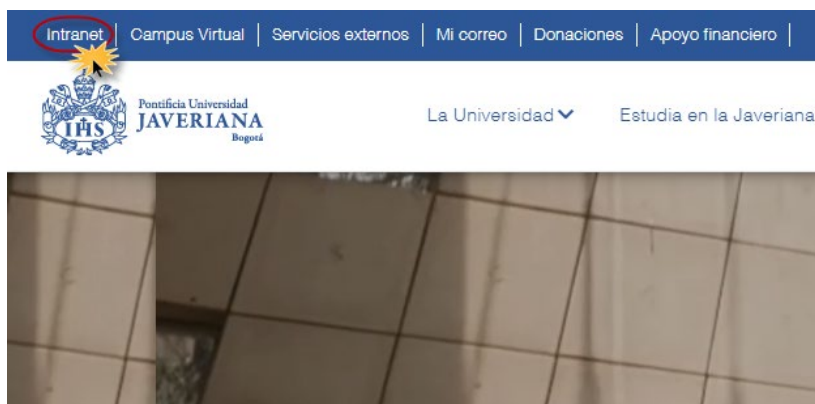 Intranet | Campus Virtual | Servicios externos | Mi correo | Donaciones | Apoyo financiero |
IHS
Pontificia Universidad
JAVERIANA
Bogotá
La Universidad Estudia en la Javeriana